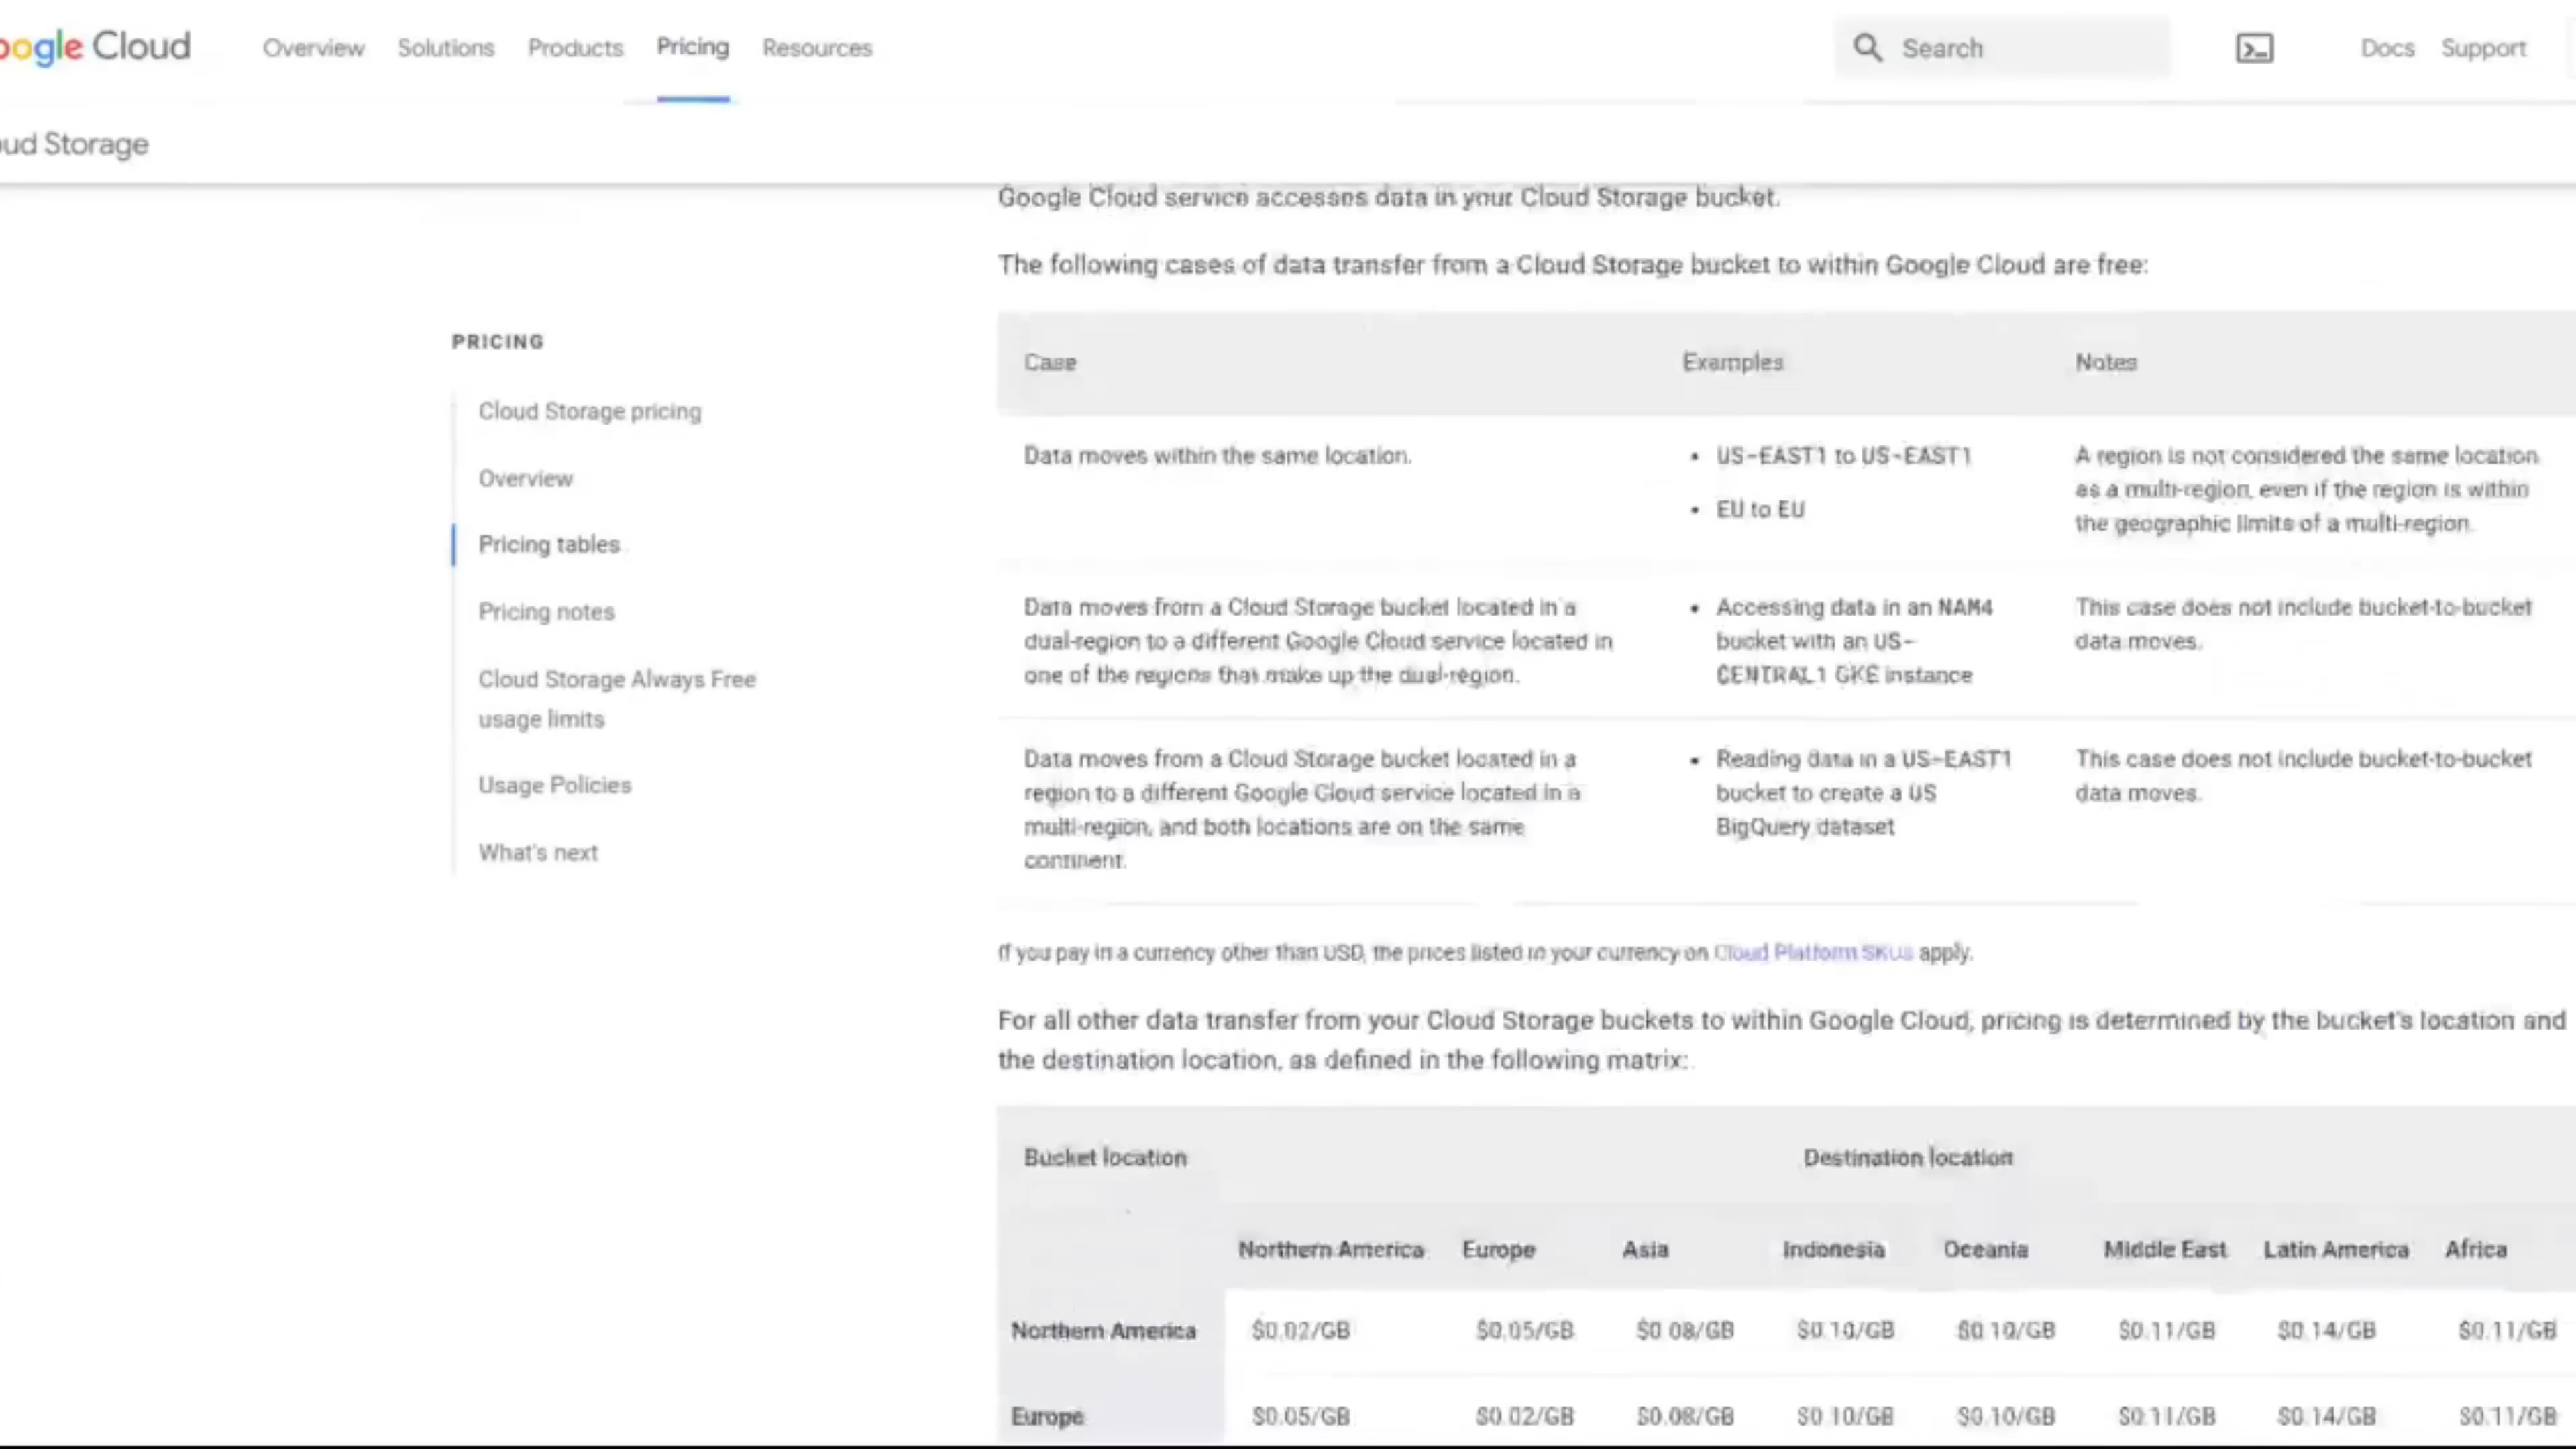 oogle Cloud Overview Solutions Products Pricing Resources Search Docs Support
oud Storage
Google Cloud service accesses data in your Cloud Storage bucket.
The following cases of data transfer from a Cloud Storage bucket to within Google Cloud are free:
PRICING
Cloud Storage pricing
Overview
Pricing tables
Pricing notes
Cloud Storage Always Free
usage limits
Usage Policies
What's next
Case Examples Notes
Data moves within the same location.
• US-EAST1 to US-EAST1
• EU to EU
A region is not considered the same location
as a multi-region, even if the region is within
the geographic limits of a multi-region.
Data moves from a Cloud Storage bucket located in a
dual-region to a different Google Cloud service located in
one of the regions that make up the dual-region.
• Accessing data in an NAM4
bucket with an US-
CENTRAL1 GKE instance
This case does not include bucket-to-bucket
data moves.
Data moves from a Cloud Storage bucket located in a
region to a different Google Cloud service located in a
multi-region, and both locations are on the same
continent.
• Reading data in a US-EAST1
bucket to create a US
BigQuery dataset
This case does not include bucket-to-bucket
data moves.
If you pay in a currency other than USD, the prices listed in your currency on Cloud Platform SKUs apply.
For all other data transfer from your Cloud Storage buckets to within Google Cloud, pricing is determined by the bucket's location and
the destination location, as defined in the following matrix:
Bucket location Destination location
Northern America Europe Asia Indonesia Oceania Middle East Latin America Africa
Northern America $0.02/GB $0.05/GB $0.08/GB $0.10/GB $0.10/GB $0.11/GB $0.14/GB $0.11/GB
Europe $0.05/GB $0.02/GB $0.08/GB $0.10/GB $0.10/GB $0.11/GB $0.14/GB $0.11/GB